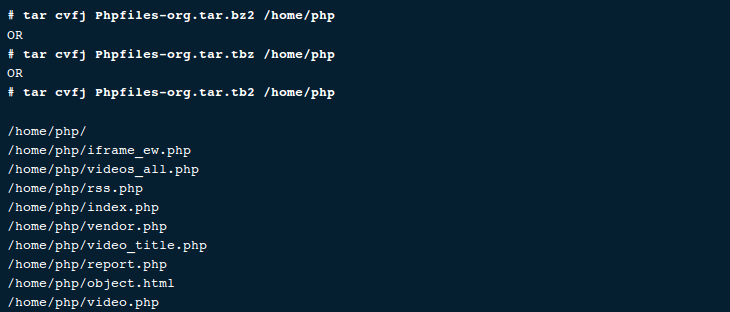 # tar cvfj Phpfiles-org.tar.bz2 /home/php
OR
# tar cvfj Phpfiles-org.tar.tbz /home/php
OR
# tar cvfj Phpfiles-org.tar.tb2 /home/php
/home/php/
/home/php/iframe_ew.php
/home/php/videos_all.php
/home/php/rss.php
/home/php/index.php
/home/php/vendor.php
/home/php/video_title.php
/home/php/report.php
/home/php/object.html
/home/php/video.php